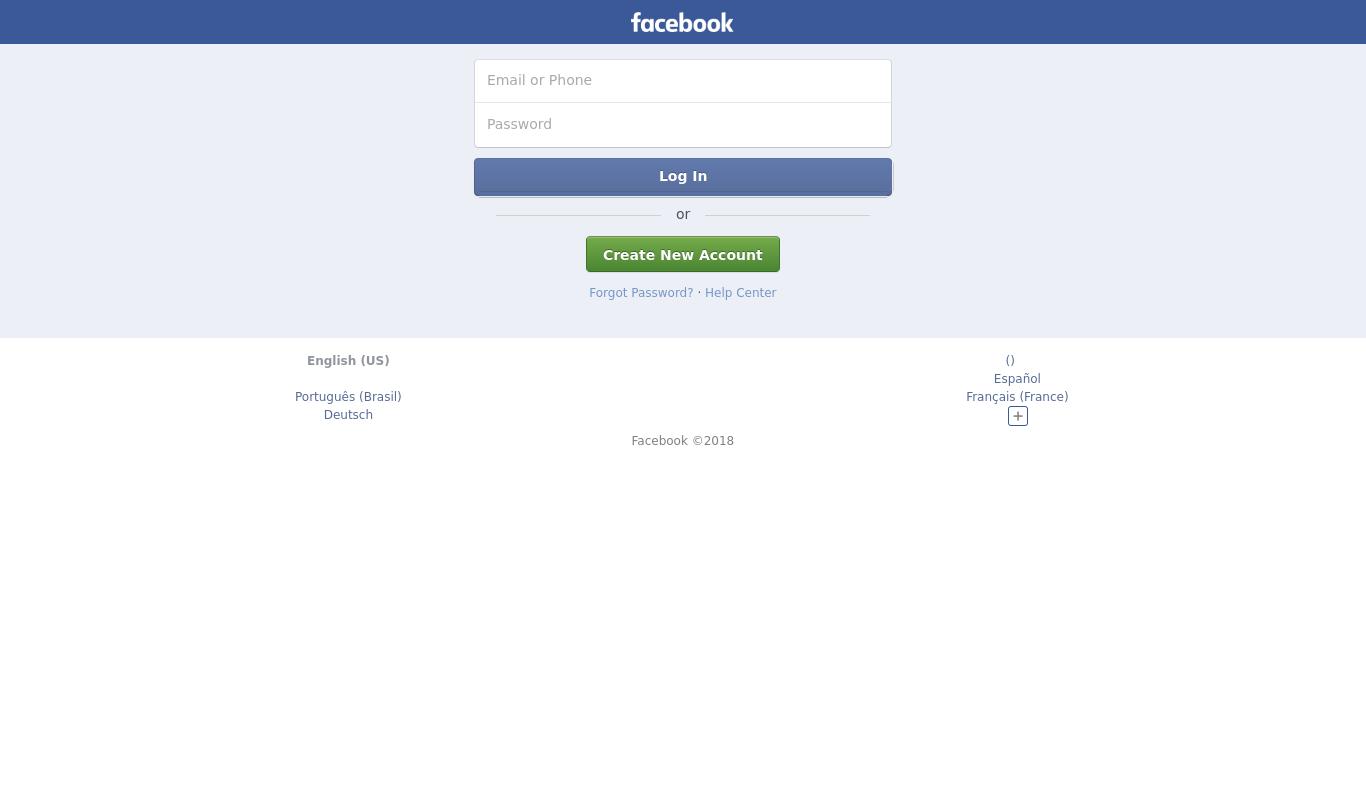 facebook
Email or Phone
Password
Log In
or
Create New Account
Forgot Password? · Help Center
English (US)
()
Español
Português (Brasil)
Français (France)
Deutsch
+
Facebook ©2018